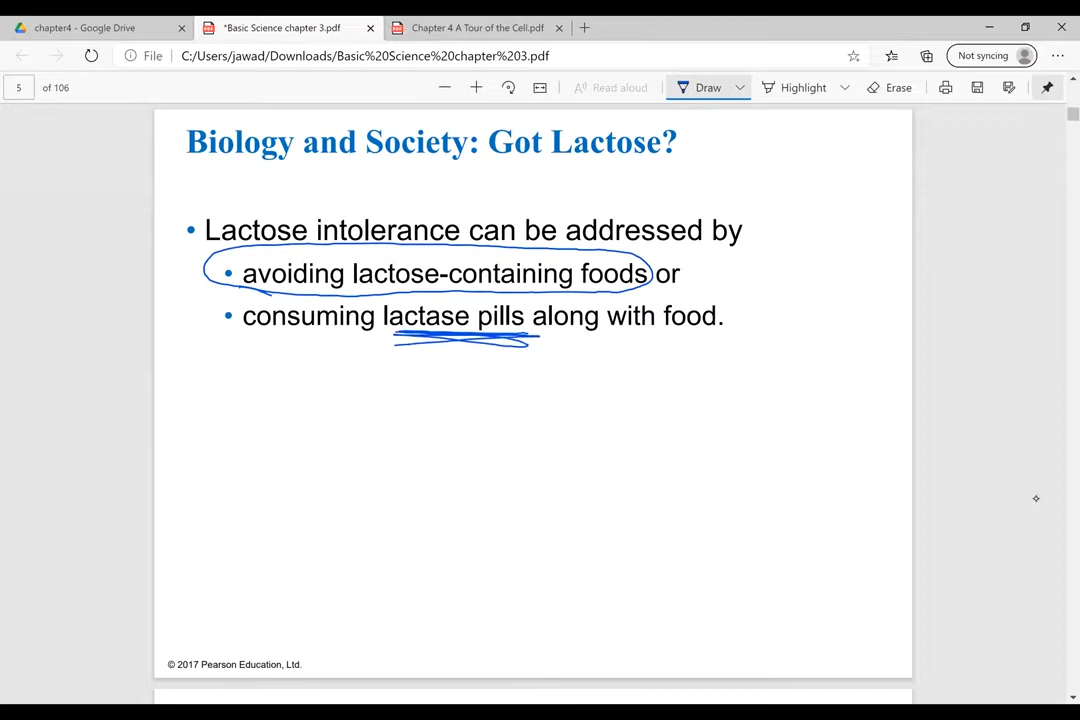 chapter4 - Google Drive
*Basic Science chapter 3.pdf
Chapter 4 A Tour of the Cell.pdf
File C:/Users/jawad/Downloads/Basic%20Science%20chapter%203.pdf Not syncing
5 of 106 Read aloud Draw Highlight Erase
Biology and Society: Got Lactose?
• Lactose intolerance can be addressed by
• avoiding lactose-containing foods or
• consuming lactase pills along with food.
© 2017 Pearson Education, Ltd.